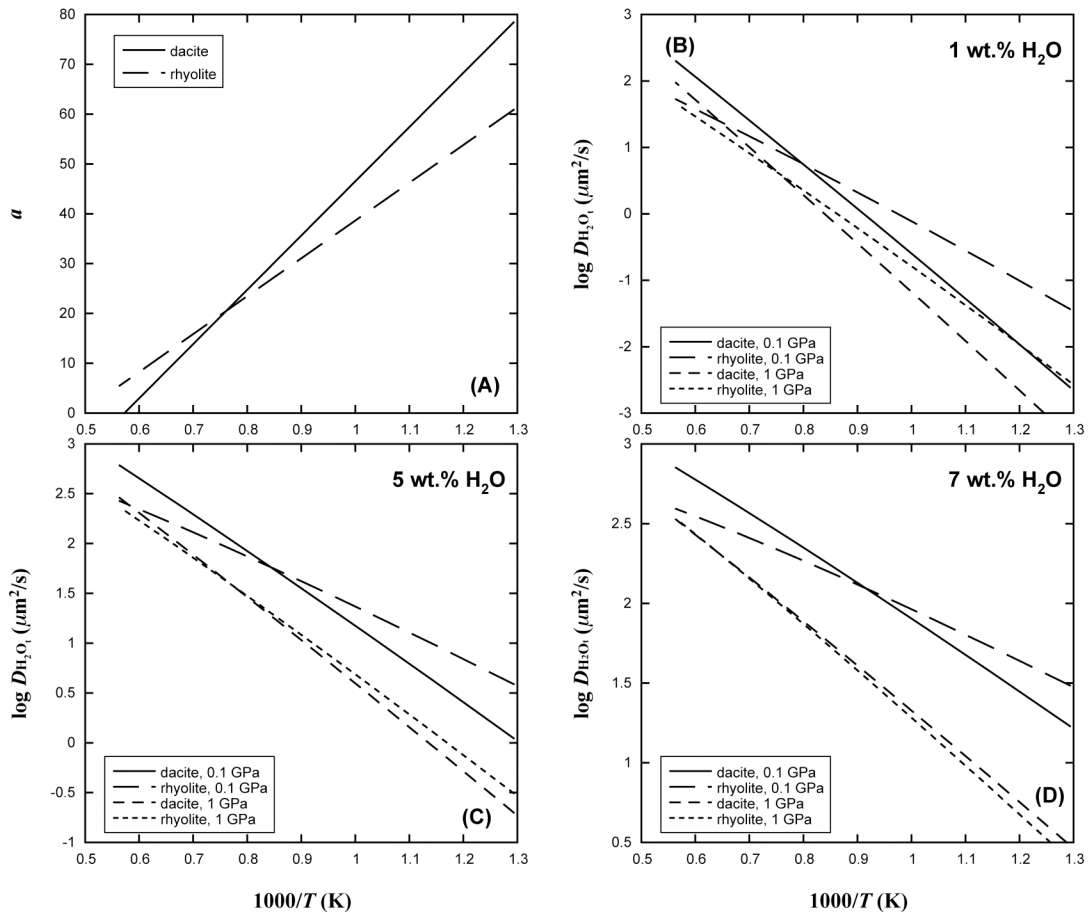 80
70
60
50
40
30
20
10
0
a
dacite
rhyolite
(A)
0.5 0.6 0.7 0.8 0.9 1 1.1 1.2 1.3
3
2
1
0
-1
-2
-3
log D_H₂Oₜ (μm²/s)
(B)
1 wt.% H₂O
dacite, 0.1 GPa
rhyolite, 0.1 GPa
dacite, 1 GPa
rhyolite, 1 GPa
0.5 0.6 0.7 0.8 0.9 1 1.1 1.2 1.3
3
2.5
2
1.5
1
0.5
0
-0.5
-1
log D_H₂Oₜ (μm²/s)
5 wt.% H₂O
dacite, 0.1 GPa
rhyolite, 0.1 GPa
dacite, 1 GPa
rhyolite, 1 GPa
(C)
0.5 0.6 0.7 0.8 0.9 1 1.1 1.2 1.3
1000/T (K)
3
2.5
2
1.5
1
0.5
log D_H₂Oₜ (μm²/s)
7 wt.% H₂O
dacite, 0.1 GPa
rhyolite, 0.1 GPa
dacite, 1 GPa
rhyolite, 1 GPa
(D)
0.5 0.6 0.7 0.8 0.9 1 1.1 1.2 1.3
1000/T (K)